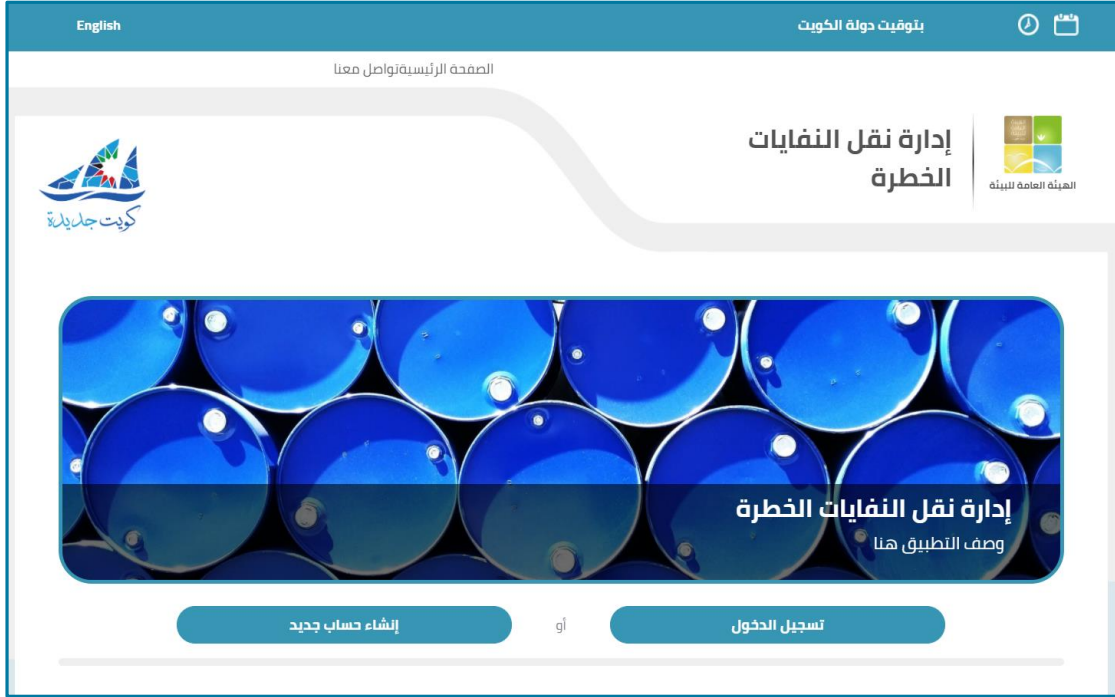 بتوقيت دولة الكويت
English
الصفحة الرئيسيةتواصل معنا
إدارة نقل النفايات
الخطرة
الهيئة العامة للبيئة
كويت جديدة
إدارة نقل النفايات الخطرة
وصف التطبيق هنا
تسجيل الدخول
أو
إنشاء حساب جديد